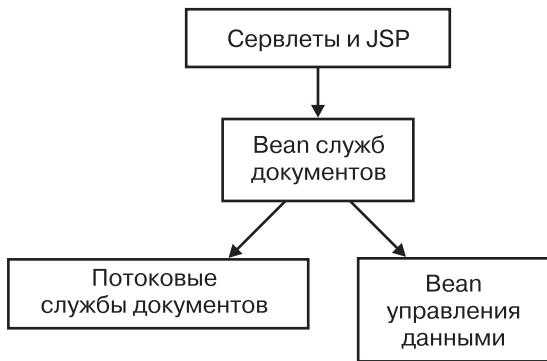 Сервлеты и JSP
Bean служб
документов
Потоковые
службы документов
Bean
управления
данными